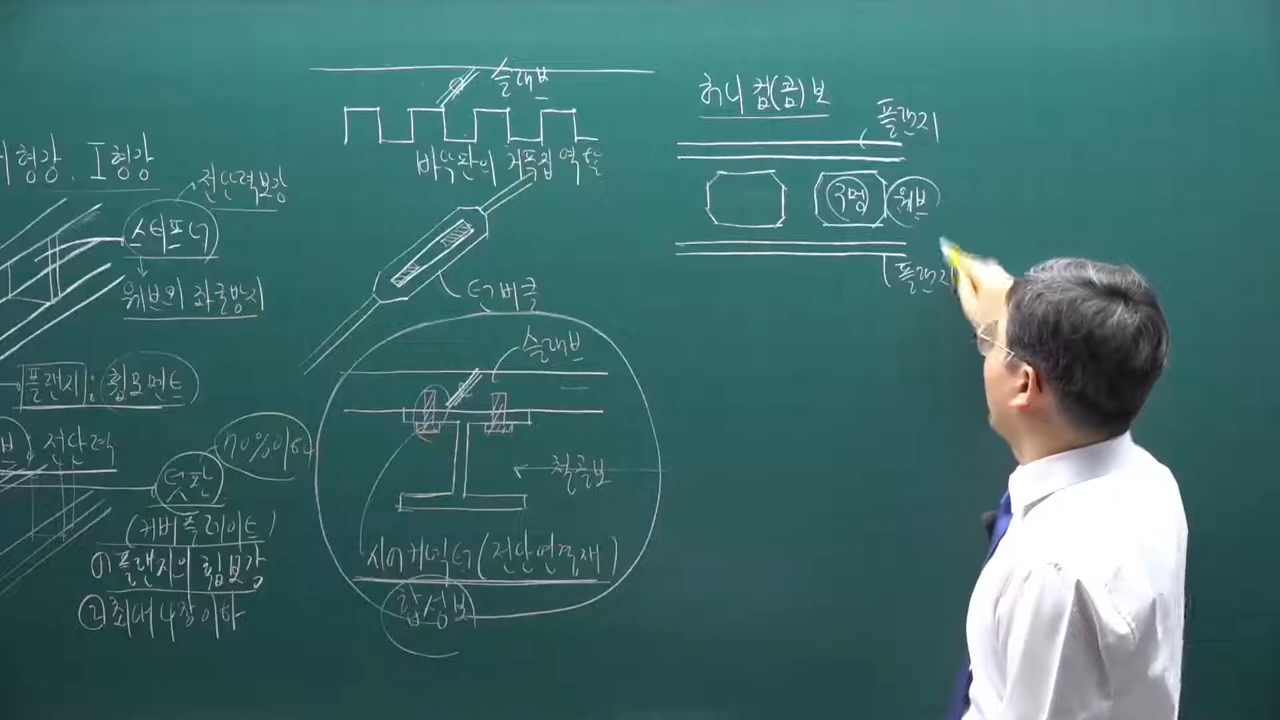 형강. I형강
전단력보강
스티프너
웨브의 좌굴방지
플랜지: 휨모멘트
전단력
덧판
70%이하
(커버플레이트)
① 플랜지의 휨보강
② 최대 4장이하
슬래브
바닥판의 거푸집 역할
턴버클
슬래브
철골보
시어커넥터(전단연결재)
합성보
허니컴(콤)보
플랜지
구멍
웨브
플랜지